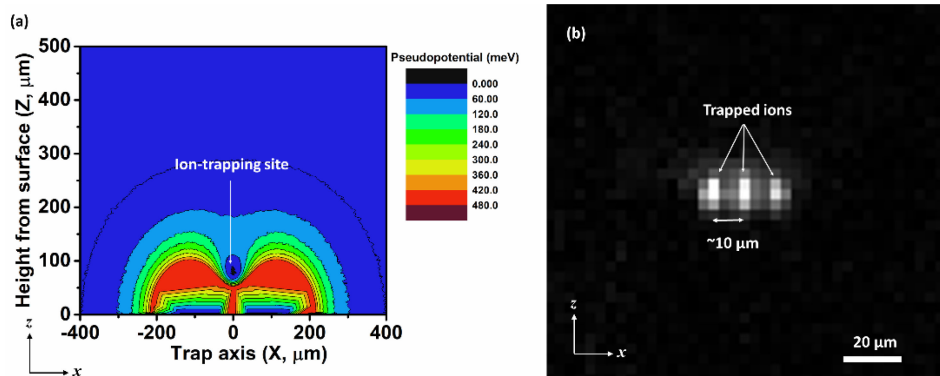 (a)
500
400
300
200
100
0
Height from surface (Z, μm)
-400
-200
0
200
400
Trap axis (X, μm)
Ion-trapping site
z
x
Pseudopotential (meV)
0.000
60.00
120.0
180.0
240.0
300.0
360.0
420.0
480.0
(b)
Trapped ions
~10 μm
z
x
20 μm